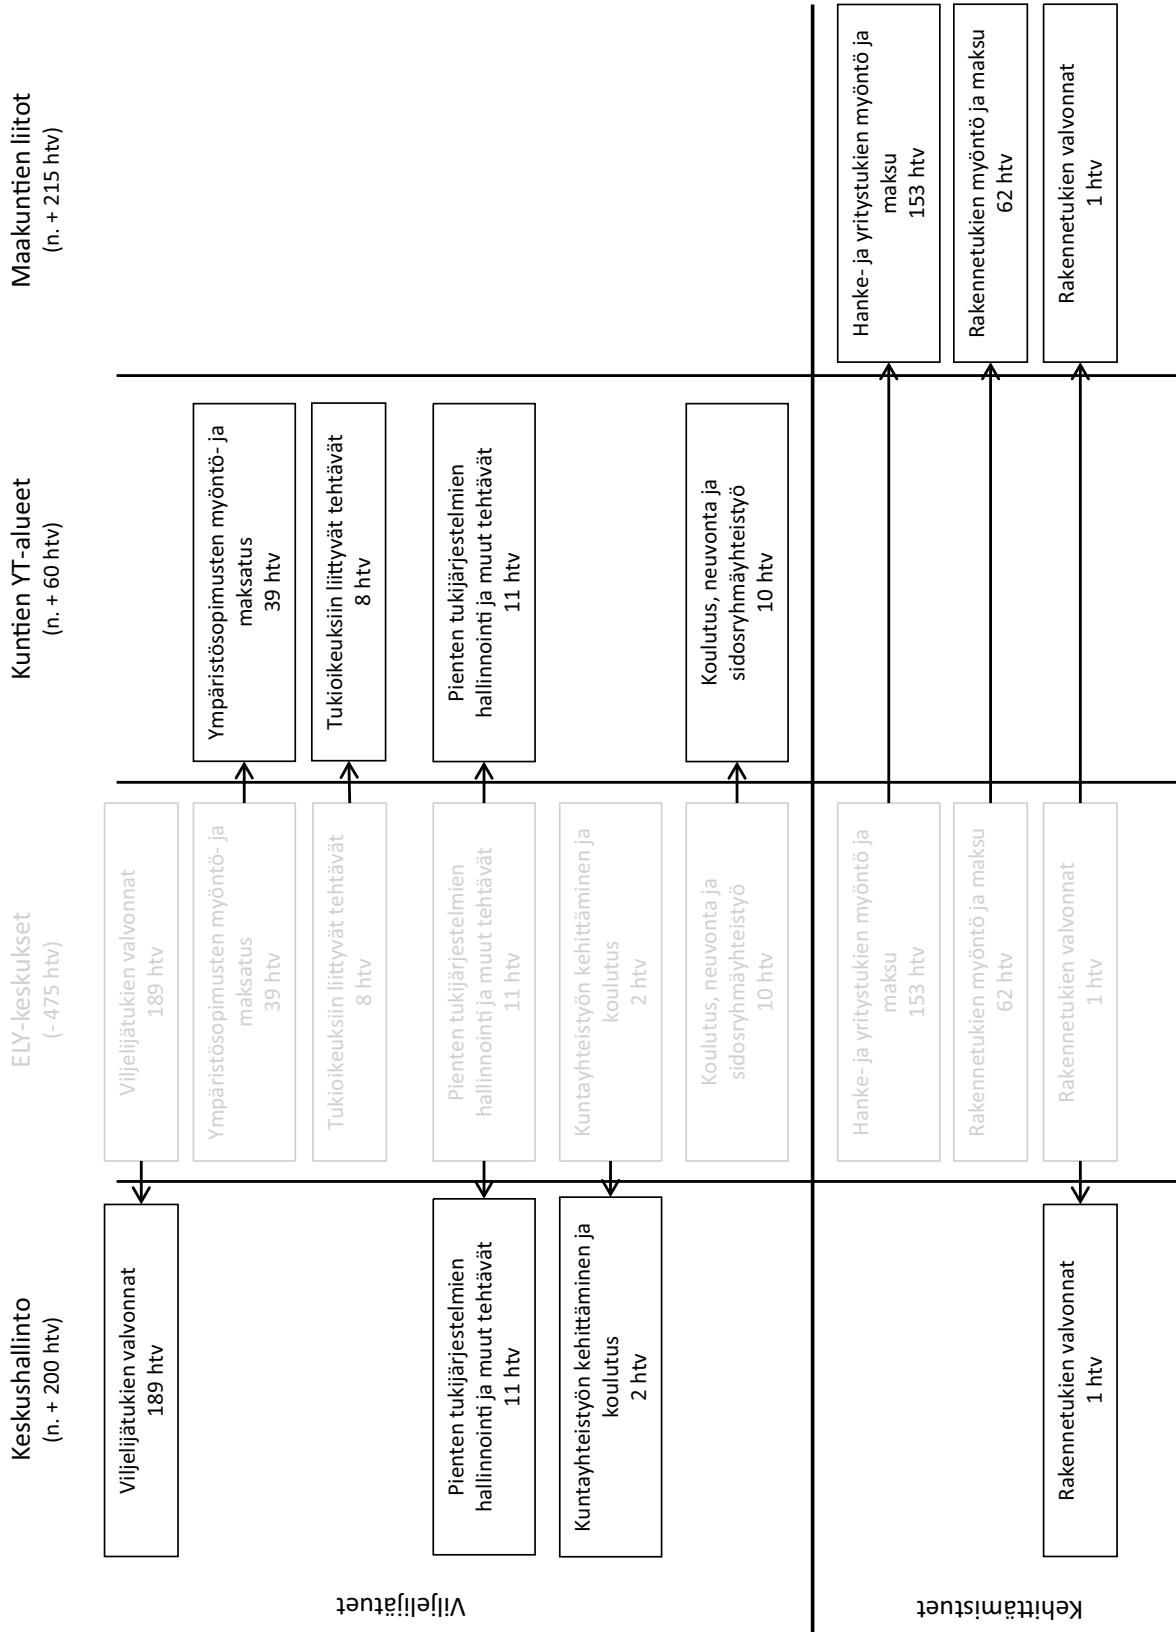 Keskushallinto
(n. + 200 htv)
ELY-keskukset
(- 475 htv)
Kuntien YT-alueet
(n. + 60 htv)
Maakuntien liitot
(n. + 215 htv)
Viljelijätuet
Viljelijätukien valvonnat
189 htv
Viljelijätukien valvonnat
189 htv
Ympäristösopimusten myöntö- ja
maksatus
39 htv
Ympäristösopimusten myöntö- ja
maksatus
39 htv
Tukioikeuksiin liittyvät tehtävät
8 htv
Tukioikeuksiin liittyvät tehtävät
8 htv
Pienten tukijärjestelmien
hallinnointi ja muut tehtävät
11 htv
Pienten tukijärjestelmien
hallinnointi ja muut tehtävät
11 htv
Pienten tukijärjestelmien
hallinnointi ja muut tehtävät
11 htv
Kuntayhteistyön kehittäminen ja
koulutus
2 htv
Kuntayhteistyön kehittäminen ja
koulutus
2 htv
Koulutus, neuvonta ja
sidosryhmäyhteistyö
10 htv
Koulutus, neuvonta ja
sidosryhmäyhteistyö
10 htv
Kehittämistuet
Hanke- ja yritystukien myöntö ja
maksu
153 htv
Hanke- ja yritystukien myöntö ja
maksu
153 htv
Rakennetukien myöntö ja maksu
62 htv
Rakennetukien myöntö ja maksu
62 htv
Rakennetukien valvonnat
1 htv
Rakennetukien valvonnat
1 htv
Rakennetukien valvonnat
1 htv